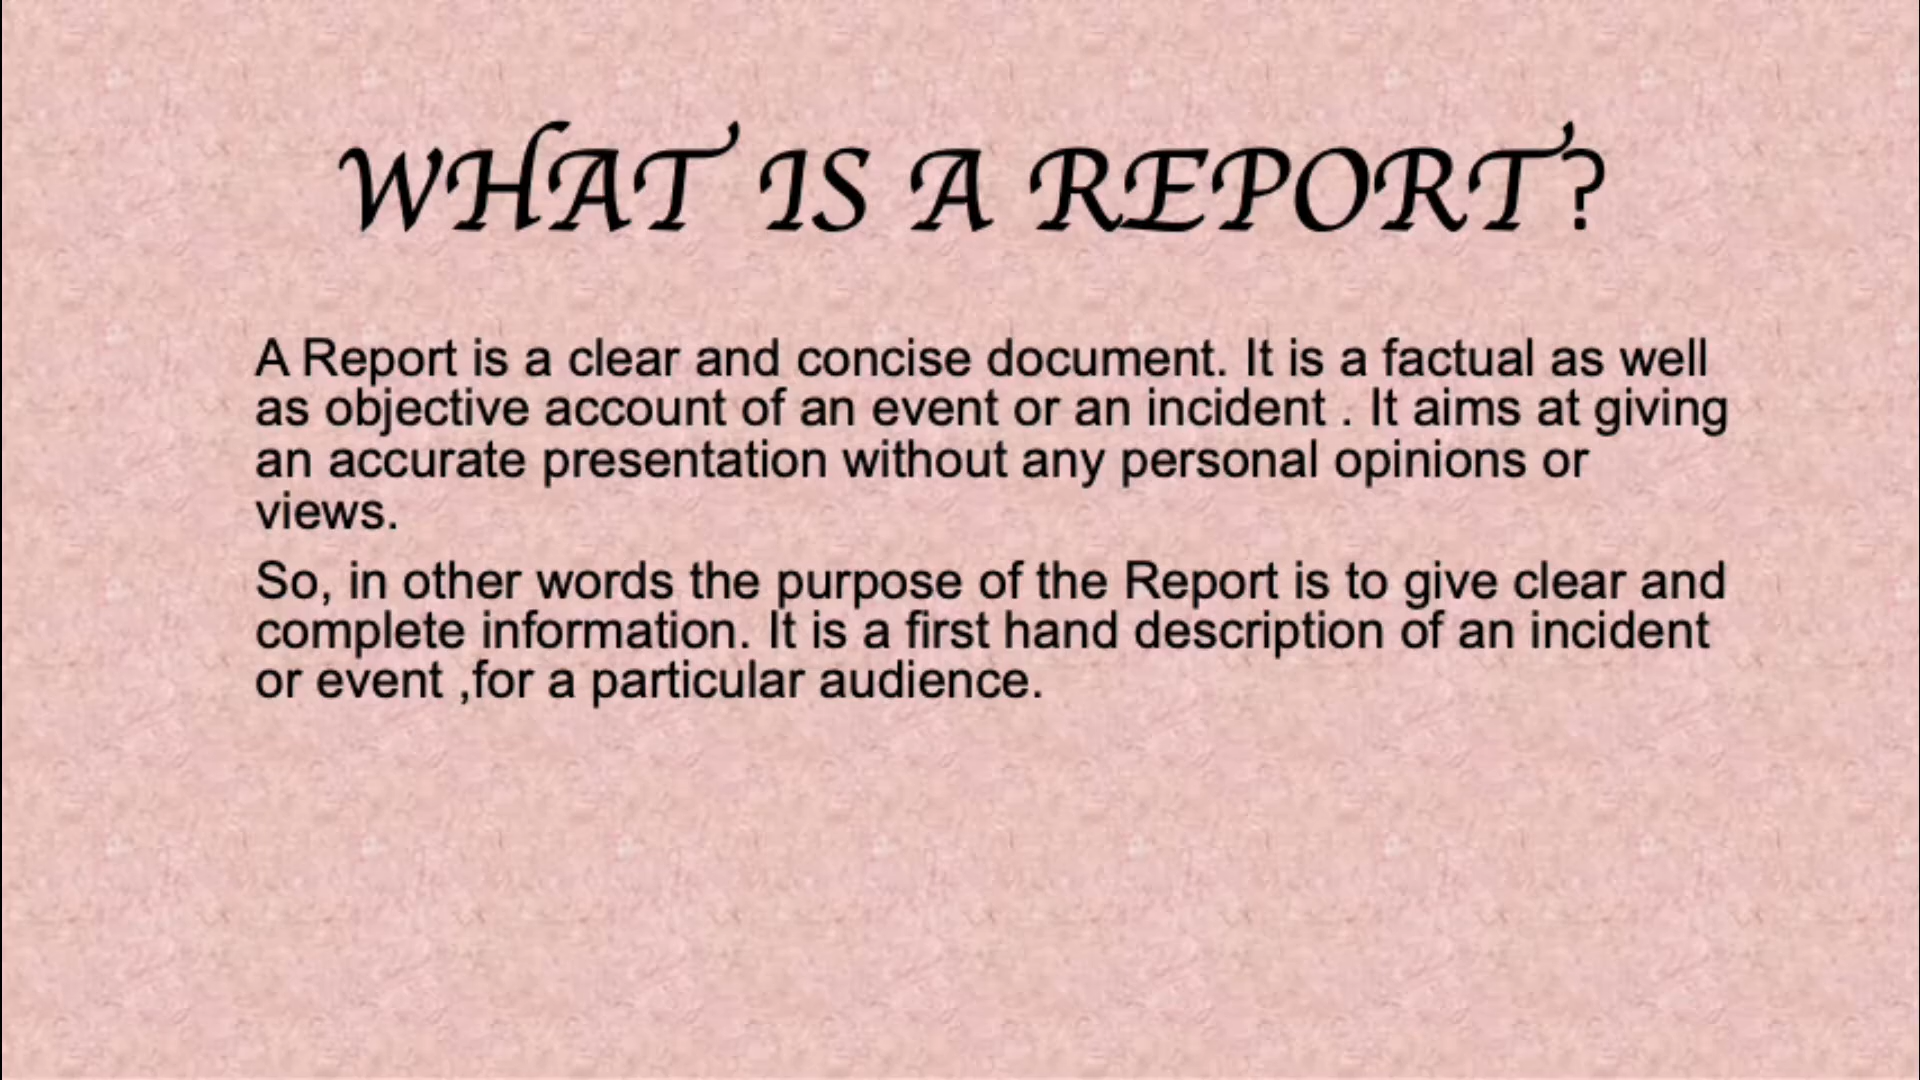 WHAT IS A REPORT?
A Report is a clear and concise document. It is a factual as well
as objective account of an event or an incident . It aims at giving
an accurate presentation without any personal opinions or
views.
So, in other words the purpose of the Report is to give clear and
complete information. It is a first hand description of an incident
or event ,for a particular audience.